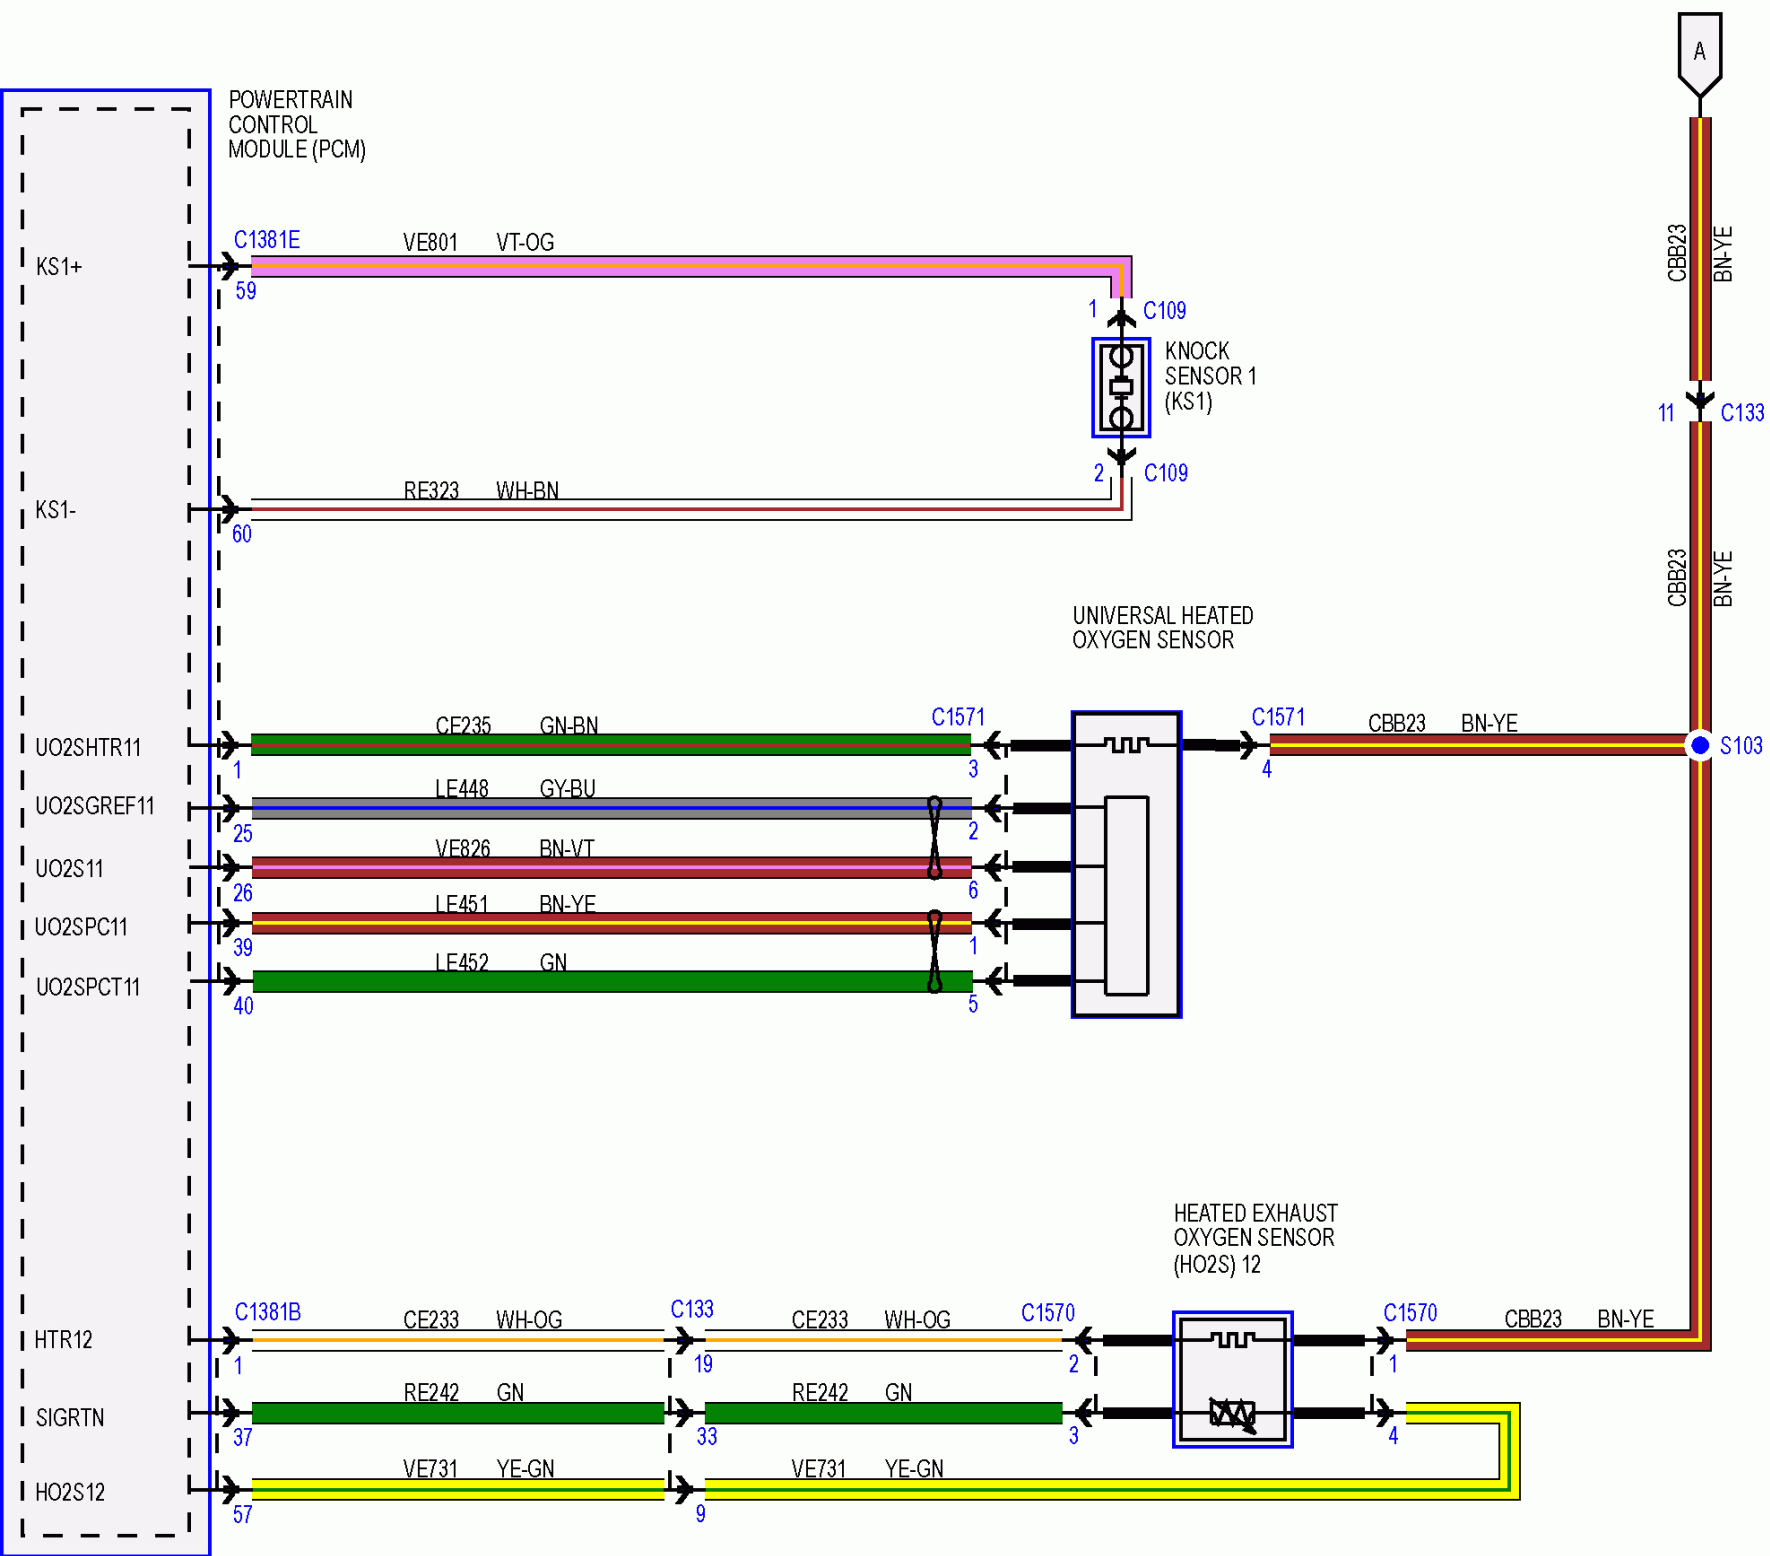 A
POWERTRAIN
CONTROL
MODULE (PCM)
KS1+
C1381E
59
VE801 VT-OG
1 C109
KNOCK
SENSOR 1
(KS1)
2 C109
CBB23
BN-YE
11 C133
KS1-
60
RE323 WH-BN
CBB23
BN-YE
UNIVERSAL HEATED
OXYGEN SENSOR
UO2SHTR11
1
CE235 GN-BN
C1571
3
C1571
4
CBB23 BN-YE
S103
UO2SGREF11
25
LE448 GY-BU
2
UO2S11
26
VE826 BN-VT
6
UO2SPC11
39
LE451 BN-YE
1
UO2SPCT11
40
LE452 GN
5
HEATED EXHAUST
OXYGEN SENSOR
(HO2S) 12
HTR12
C1381B
1
CE233 WH-OG
C133
19
CE233 WH-OG
C1570
2
C1570
1
CBB23 BN-YE
SIGRTN
37
RE242 GN
33
RE242 GN
3
4
HO2S12
57
VE731 YE-GN
9
VE731 YE-GN